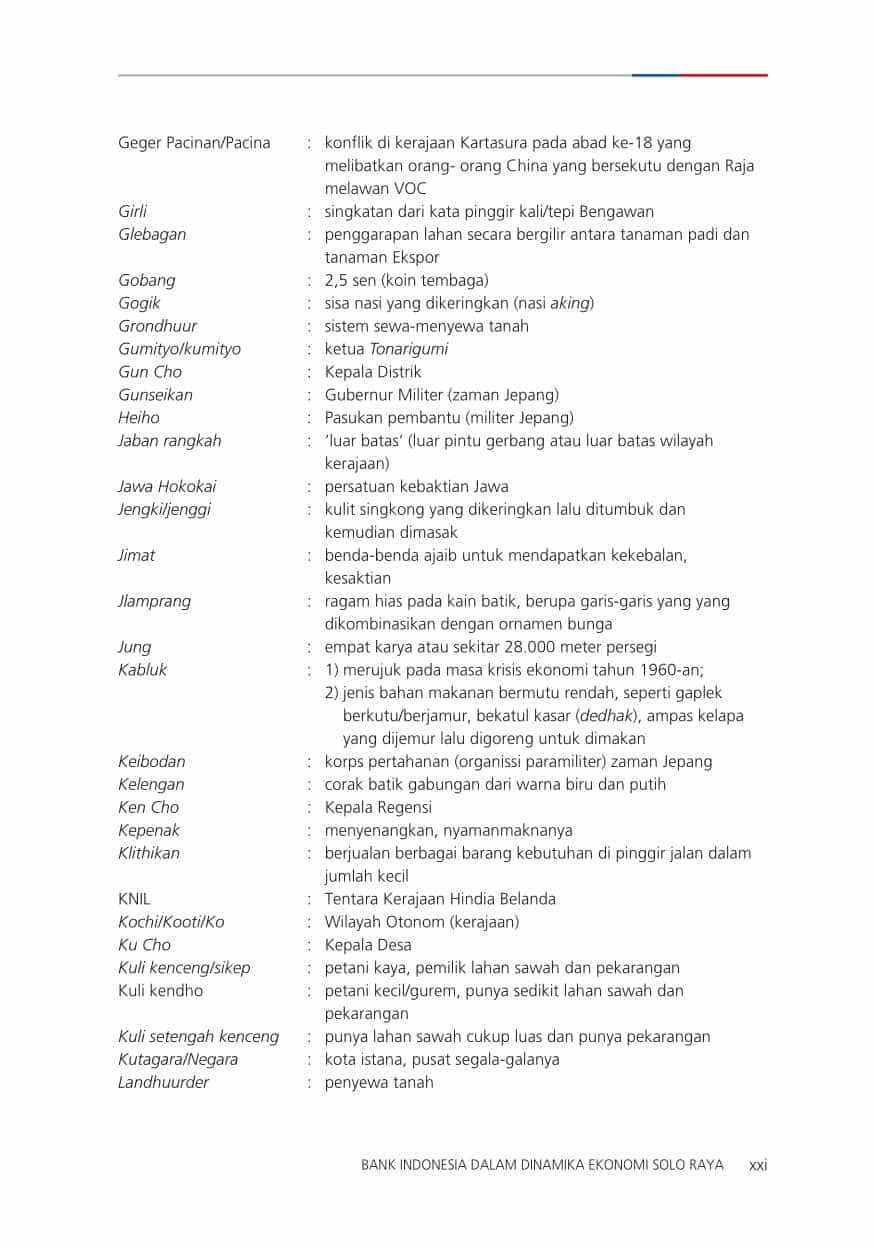 Geger Pacinan/Pacina : konflik di kerajaan Kartasura pada abad ke-18 yang
melibatkan orang- orang China yang bersekutu dengan Raja
melawan VOC
Girli : singkatan dari kata pinggir kali/tepi Bengawan
Glebagan : penggarapan lahan secara bergilir antara tanaman padi dan
tanaman Ekspor
Gobang : 2,5 sen (koin tembaga)
Gogik : sisa nasi yang dikeringkan (nasi aking)
Grondhuur : sistem sewa-menyewa tanah
Gumityo/kumityo : ketua Tonarigumi
Gun Cho : Kepala Distrik
Gunseikan : Gubernur Militer (zaman Jepang)
Heiho : Pasukan pembantu (militer Jepang)
Jaban rangkah : ‘luar batas’ (luar pintu gerbang atau luar batas wilayah
kerajaan)
Jawa Hokokai : persatuan kebaktian Jawa
Jengki/jenggi : kulit singkong yang dikeringkan lalu ditumbuk dan
kemudian dimasak
Jimat : benda-benda ajaib untuk mendapatkan kekebalan,
kesaktian
Jlamprang : ragam hias pada kain batik, berupa garis-garis yang yang
dikombinasikan dengan ornamen bunga
Jung : empat karya atau sekitar 28.000 meter persegi
Kabluk : 1) merujuk pada masa krisis ekonomi tahun 1960-an;
2) jenis bahan makanan bermutu rendah, seperti gaplek
berkutu/berjamur, bekatul kasar (dedhak), ampas kelapa
yang dijemur lalu digoreng untuk dimakan
Keibodan : korps pertahanan (organissi paramiliter) zaman Jepang
Kelengan : corak batik gabungan dari warna biru dan putih
Ken Cho : Kepala Regensi
Kepenak : menyenangkan, nyamanmaknanya
Klithikan : berjualan berbagai barang kebutuhan di pinggir jalan dalam
jumlah kecil
KNIL : Tentara Kerajaan Hindia Belanda
Kochi/Kooti/Ko : Wilayah Otonom (kerajaan)
Ku Cho : Kepala Desa
Kuli kenceng/sikep : petani kaya, pemilik lahan sawah dan pekarangan
Kuli kendho : petani kecil/gurem, punya sedikit lahan sawah dan
pekarangan
Kuli setengah kenceng : punya lahan sawah cukup luas dan punya pekarangan
Kutagara/Negara : kota istana, pusat segala-galanya
Landhuurder : penyewa tanah
BANK INDONESIA DALAM DINAMIKA EKONOMI SOLO RAYA xxi